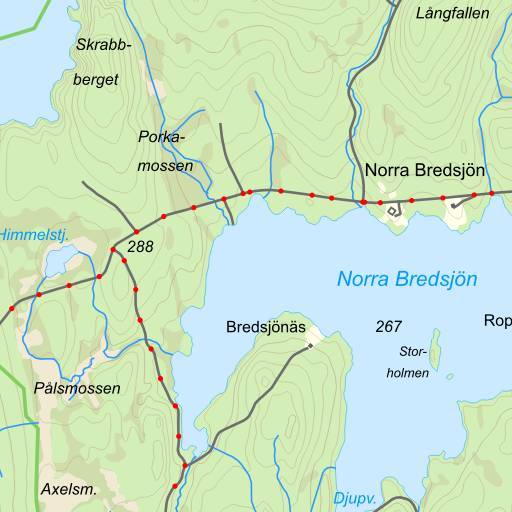 Långfallen
Skrabb-
berget
Porka-
mossen
Norra Bredsjön
Himmelstj.
288
Norra Bredsjön
Bredsjönäs
267
Rop
Stor-
holmen
Pålsmossen
Axelsm.
Djupv.